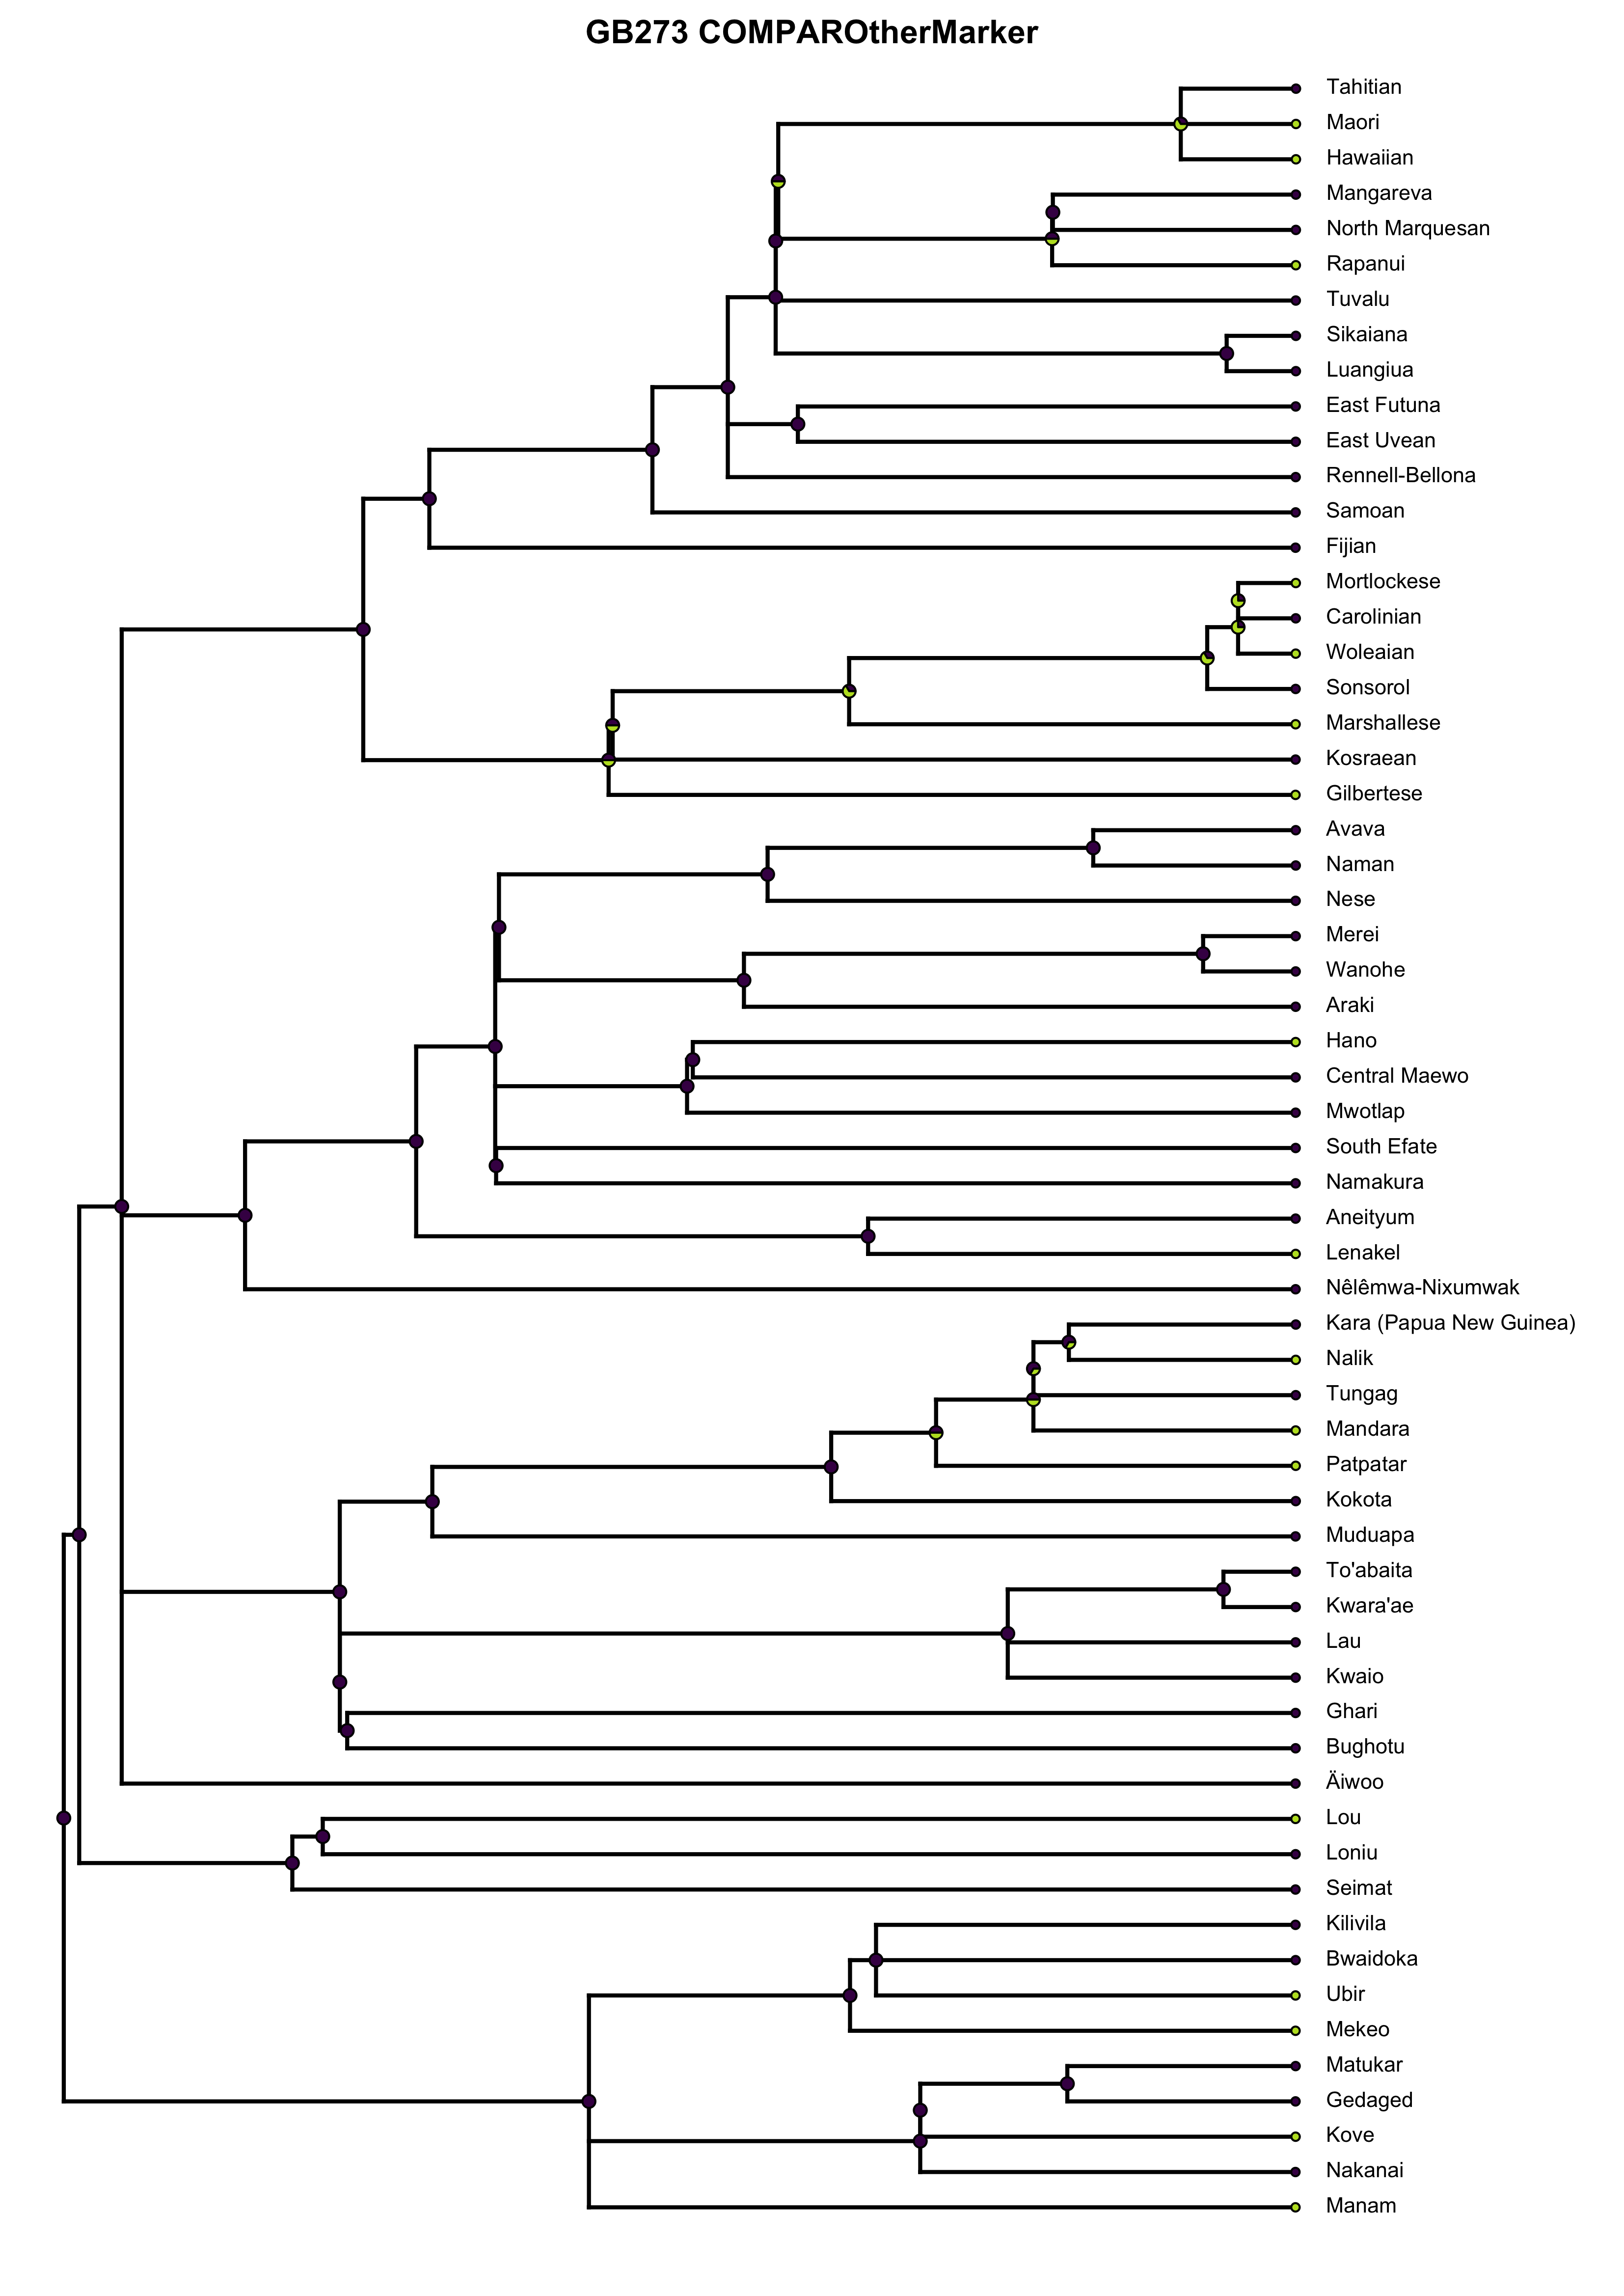 GB273 COMPAROtherMarker
Tahitian
Maori
Hawaiian
Mangareva
North Marquesan
Rapanui
Tuvalu
Sikaiana
Luangiua
East Futuna
East Uvean
Rennell-Bellona
Samoan
Fijian
Mortlockese
Carolinian
Woleaian
Sonsorol
Marshallese
Kosraean
Gilbertese
Avava
Naman
Nese
Merei
Wanohe
Araki
Hano
Central Maewo
Mwotlap
South Efate
Namakura
Aneityum
Lenakel
Nêlêmwa-Nixumwak
Kara (Papua New Guinea)
Nalik
Tungag
Mandara
Patpatar
Kokota
Muduapa
To'abaita
Kwara'ae
Lau
Kwaio
Ghari
Bughotu
Äiwoo
Lou
Loniu
Seimat
Kilivila
Bwaidoka
Ubir
Mekeo
Matukar
Gedaged
Kove
Nakanai
Manam